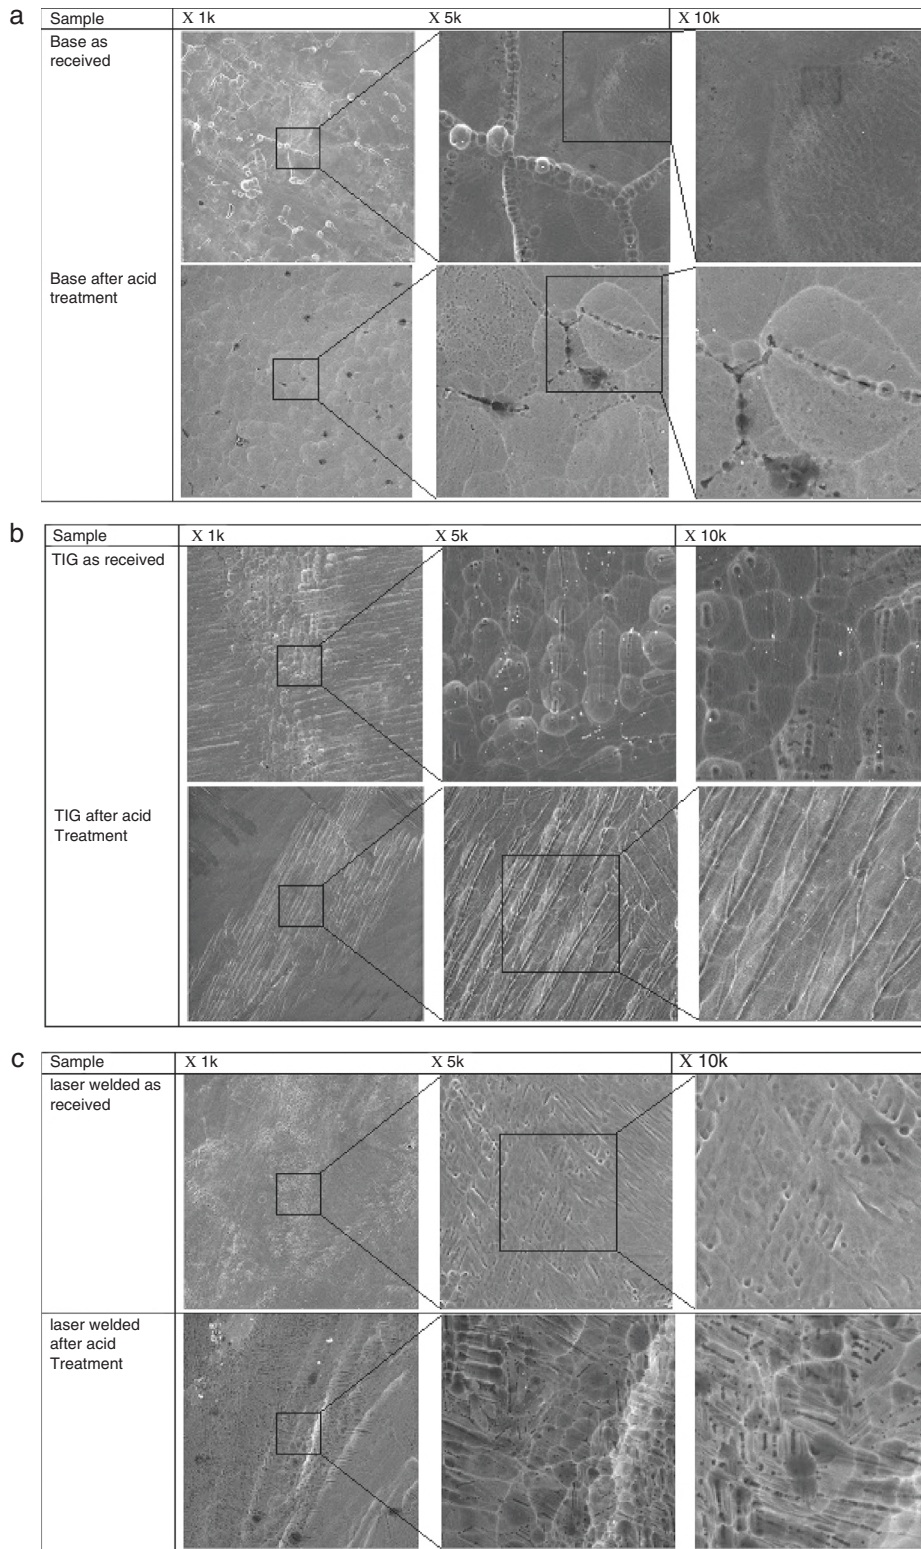 a
Sample X 1k X 5k X 10k
Base as
received
Base after acid
treatment
b
Sample X 1k X 5k X 10k
TIG as received
TIG after acid
Treatment
c
Sample X 1k X 5k X 10k
laser welded as
received
laser welded
after acid
Treatment